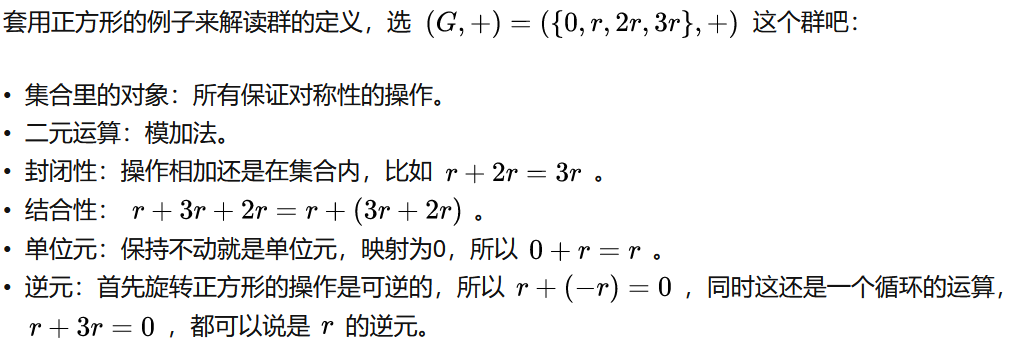 套用正方形的例子来解读群的定义，选 (G, +) = ({0, r, 2r, 3r}, +) 这个群吧：
• 集合里的对象：所有保证对称性的操作。
• 二元运算：模加法。
• 封闭性：操作相加还是在集合内，比如 r + 2r = 3r 。
• 结合性： r + 3r + 2r = r + (3r + 2r) 。
• 单位元：保持不动就是单位元，映射为0，所以 0 + r = r 。
• 逆元：首先旋转正方形的操作是可逆的，所以 r + (−r) = 0 ，同时这还是一个循环的运算，
r + 3r = 0 ，都可以说是 r 的逆元。